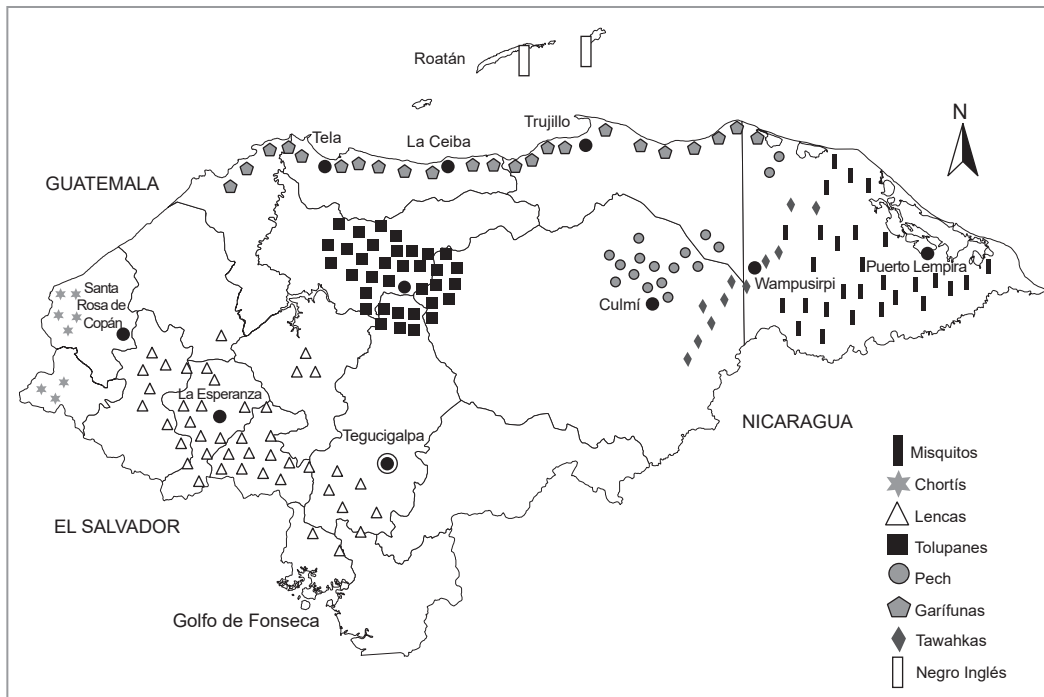 Roatán
Trujillo
N
Tela
La Ceiba
GUATEMALA
Santa
Rosa de
Copán
Puerto Lempira
Wampusirpi
Culmí
La Esperanza
NICARAGUA
Tegucigalpa
EL SALVADOR
Golfo de Fonseca
Misquitos
Chortís
Lencas
Tolupanes
Pech
Garífunas
Tawahkas
Negro Inglés